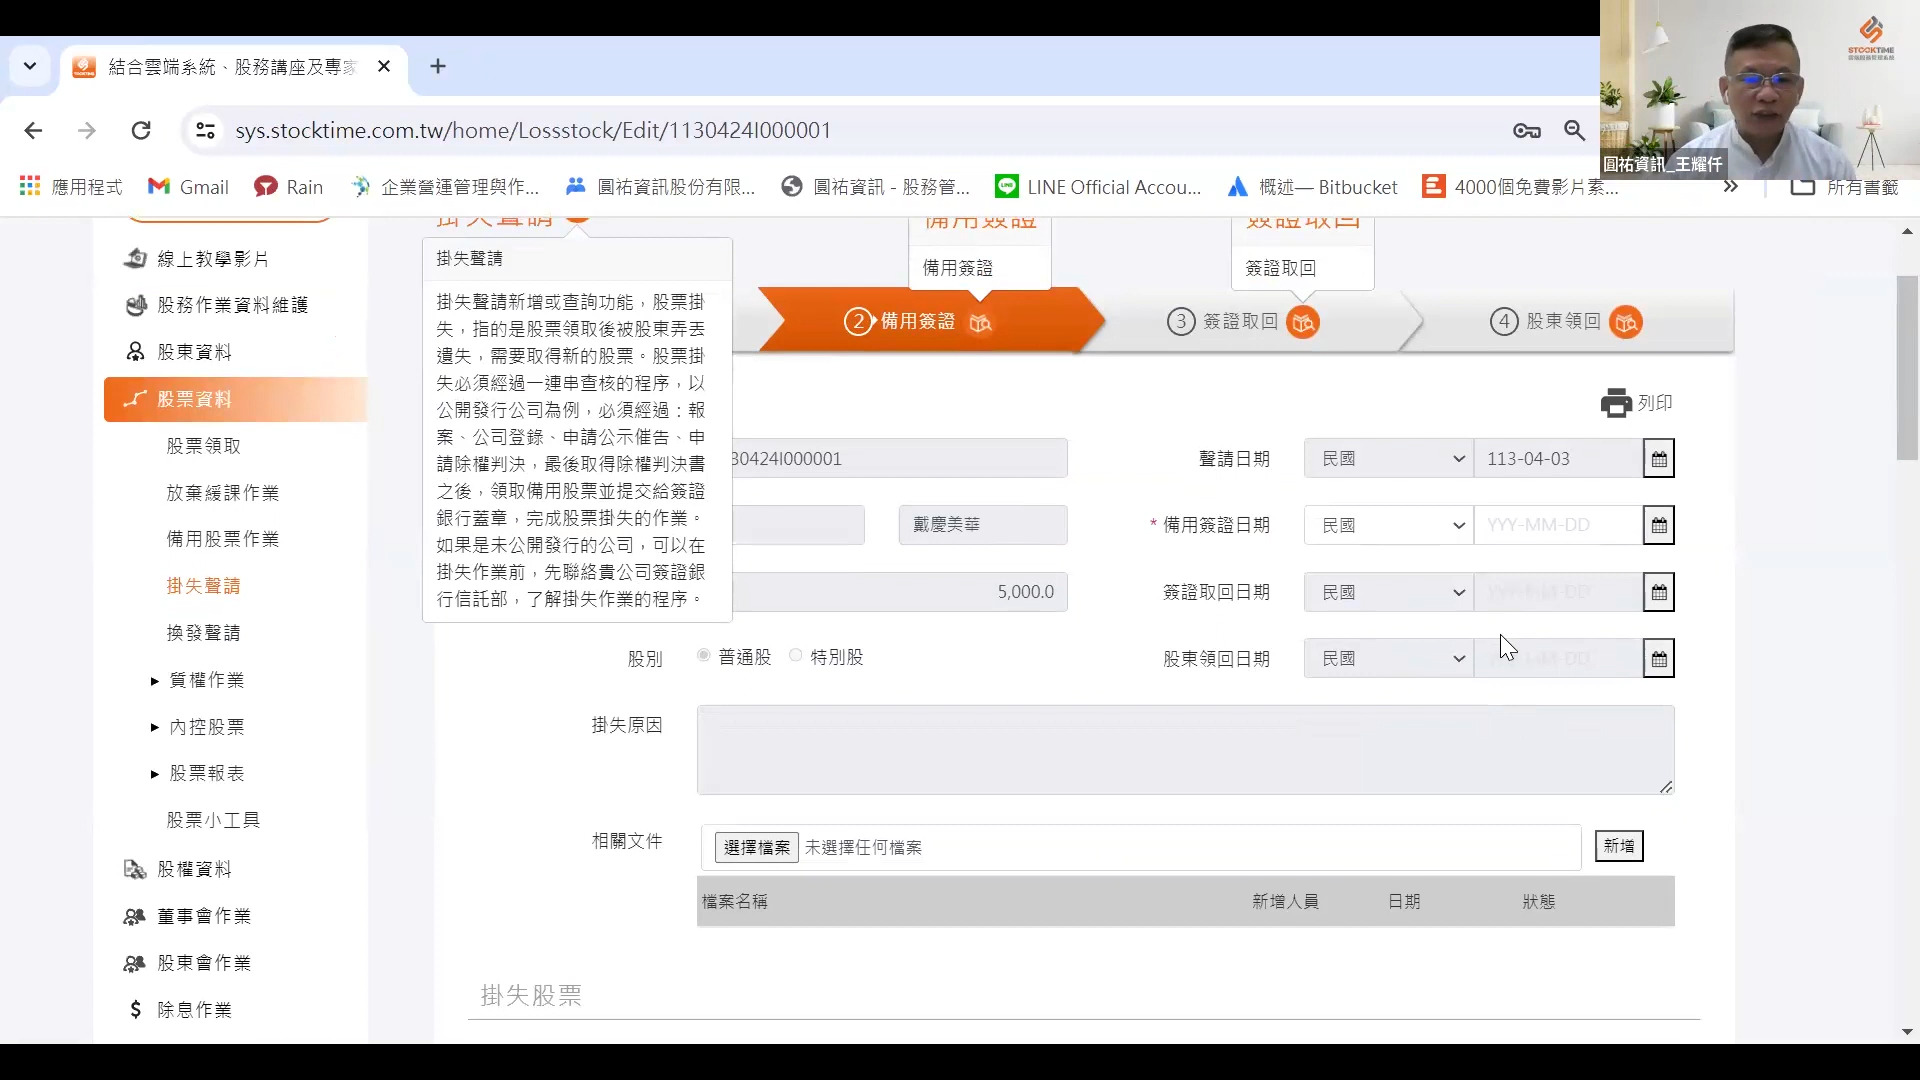 結合雲端系統、股務講座及專家
sys.stocktime.com.tw/home/Lossstock/Edit/1130424I000001
應用程式
Gmail
Rain
企業營運管理與作...
圓祐資訊股份有限...
圓祐資訊 - 股務管...
LINE Official Accou...
概述— Bitbucket
4000個免費影片素...
所有書籤
STOCKTIME
圓祐資訊_王耀仟
線上教學影片
股務作業資料維護
股東資料
股票資料
股票領取
放棄緩課作業
備用股票作業
掛失聲請
換發聲請
質權作業
內控股票
股票報表
股票小工具
股權資料
董事會作業
股東會作業
除息作業
掛失聲請
掛失聲請
掛失聲請新增或查詢功能，股票掛
失，指的是股票領取後被股東弄丟
遺失，需要取得新的股票。股票掛
失必須經過一連串查核的程序，以
公開發行公司為例，必須經過：報
案、公司登錄、申請公示催告、申
請除權判決，最後取得除權判決書
之後，領取備用股票並提交給簽證
銀行蓋章，完成股票掛失的作業。
如果是未公開發行的公司，可以在
掛失作業前，先聯絡貴公司簽證銀
行信託部，了解掛失作業的程序。
備用簽證
備用簽證
簽證取回
簽證取回
2 備用簽證
3 簽證取回
4 股東領回
列印
30424I000001
聲請日期 民國 113-04-03
戴慶美華
* 備用簽證日期 民國 YYY-MM-DD
5,000.0
簽證取回日期 民國 YYY-MM-DD
股別 普通股 特別股
股東領回日期 民國
掛失原因
相關文件 選擇檔案 未選擇任何檔案 新增
檔案名稱 新增人員 日期 狀態
掛失股票